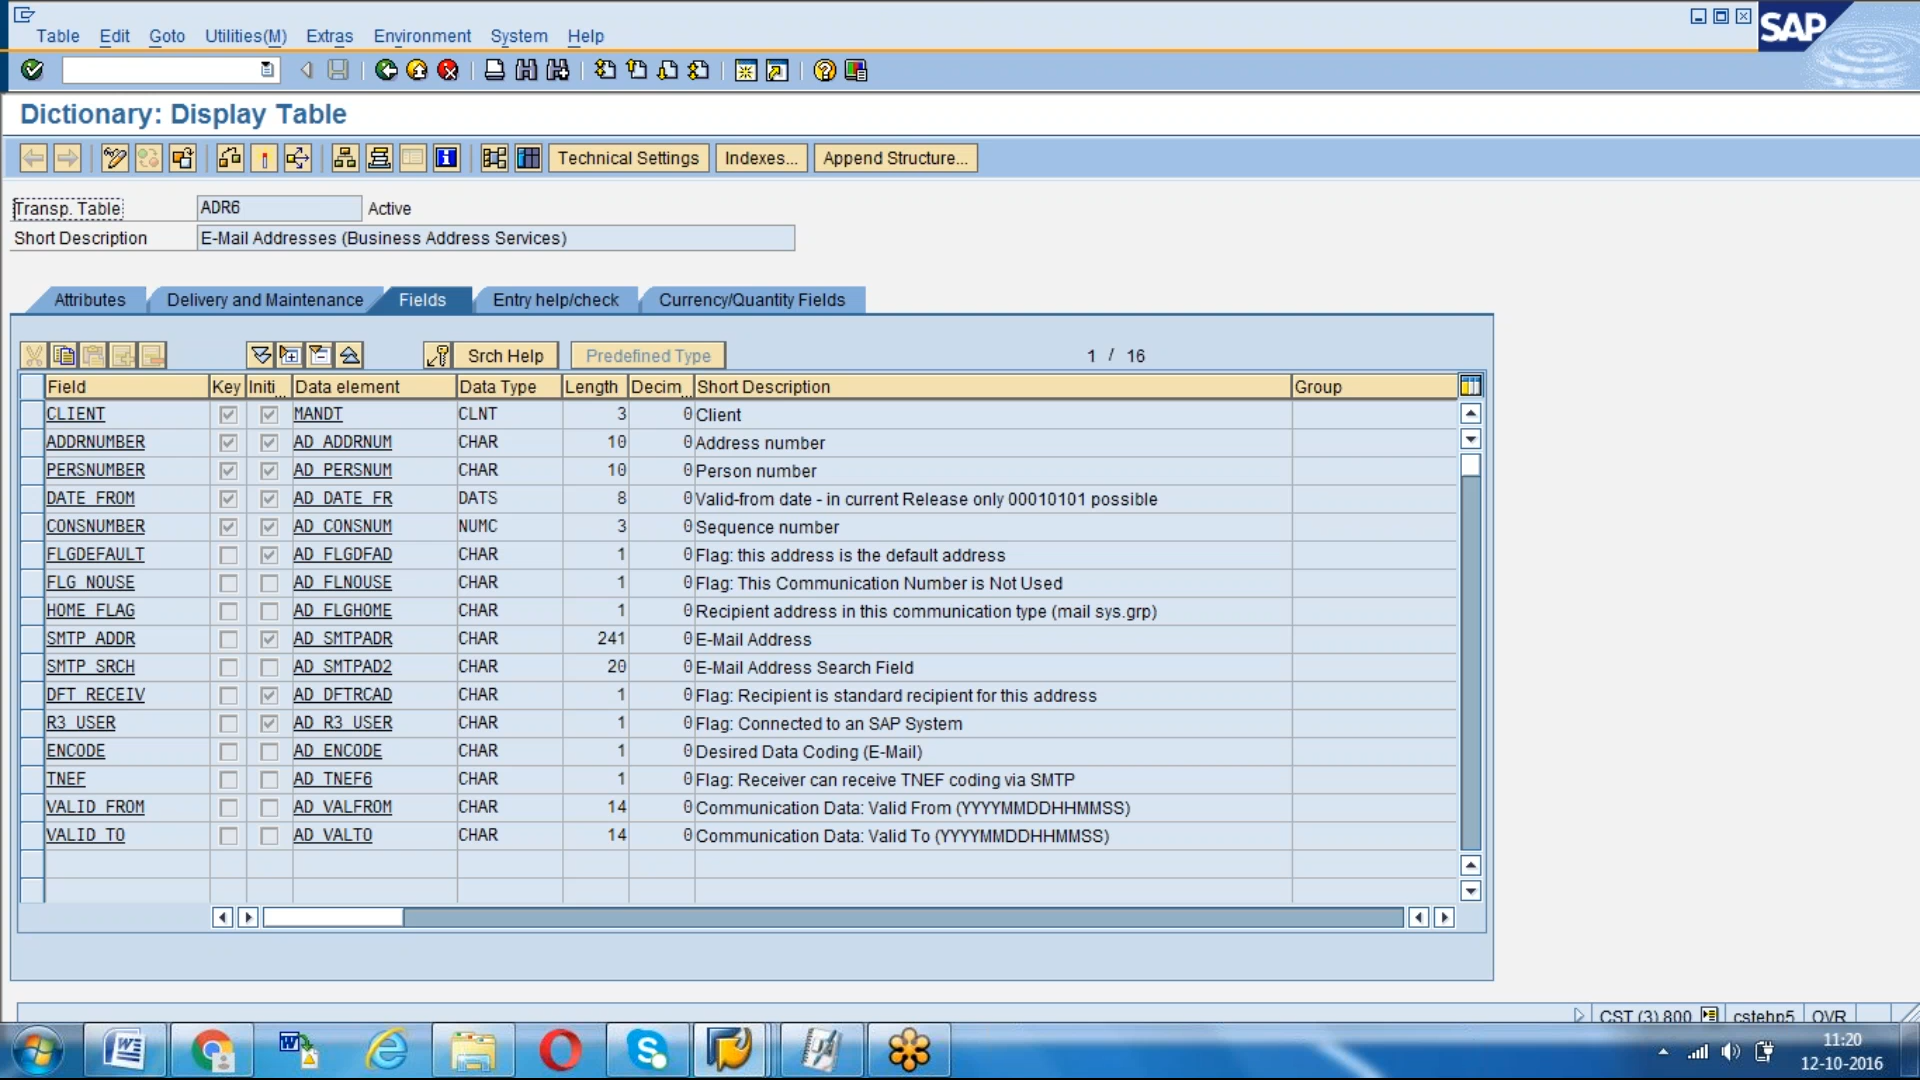 Table Edit Goto Utilities(M) Extras Environment System Help
SAP
Dictionary: Display Table
Technical Settings Indexes... Append Structure...
Transp. Table ADR6 Active
Short Description E-Mail Addresses (Business Address Services)
Attributes Delivery and Maintenance Fields Entry help/check Currency/Quantity Fields
Srch Help Predefined Type 1 / 16
Field Key Initi... Data element Data Type Length Decim... Short Description Group
CLIENT MANDT CLNT 3 0 Client
ADDRNUMBER AD_ADDRNUM CHAR 10 0 Address number
PERSNUMBER AD_PERSNUM CHAR 10 0 Person number
DATE_FROM AD_DATE_FR DATS 8 0 Valid-from date - in current Release only 00010101 possible
CONSNUMBER AD_CONSNUM NUMC 3 0 Sequence number
FLGDEFAULT AD_FLGDFAD CHAR 1 0 Flag: this address is the default address
FLG_NOUSE AD_FLNOUSE CHAR 1 0 Flag: This Communication Number is Not Used
HOME_FLAG AD_FLGHOME CHAR 1 0 Recipient address in this communication type (mail sys.grp)
SMTP_ADDR AD_SMTPADR CHAR 241 0 E-Mail Address
SMTP_SRCH AD_SMTPAD2 CHAR 20 0 E-Mail Address Search Field
DFT_RECEIV AD_DFTRCAD CHAR 1 0 Flag: Recipient is standard recipient for this address
R3_USER AD_R3_USER CHAR 1 0 Flag: Connected to an SAP System
ENCODE AD_ENCODE CHAR 1 0 Desired Data Coding (E-Mail)
TNEF AD_TNEF6 CHAR 1 0 Flag: Receiver can receive TNEF coding via SMTP
VALID_FROM AD_VALFROM CHAR 14 0 Communication Data: Valid From (YYYYMMDDHHMMSS)
VALID_TO AD_VALTO CHAR 14 0 Communication Data: Valid To (YYYYMMDDHHMMSS)
CST (3) 800 cstehp5 OVR
11:20
12-10-2016